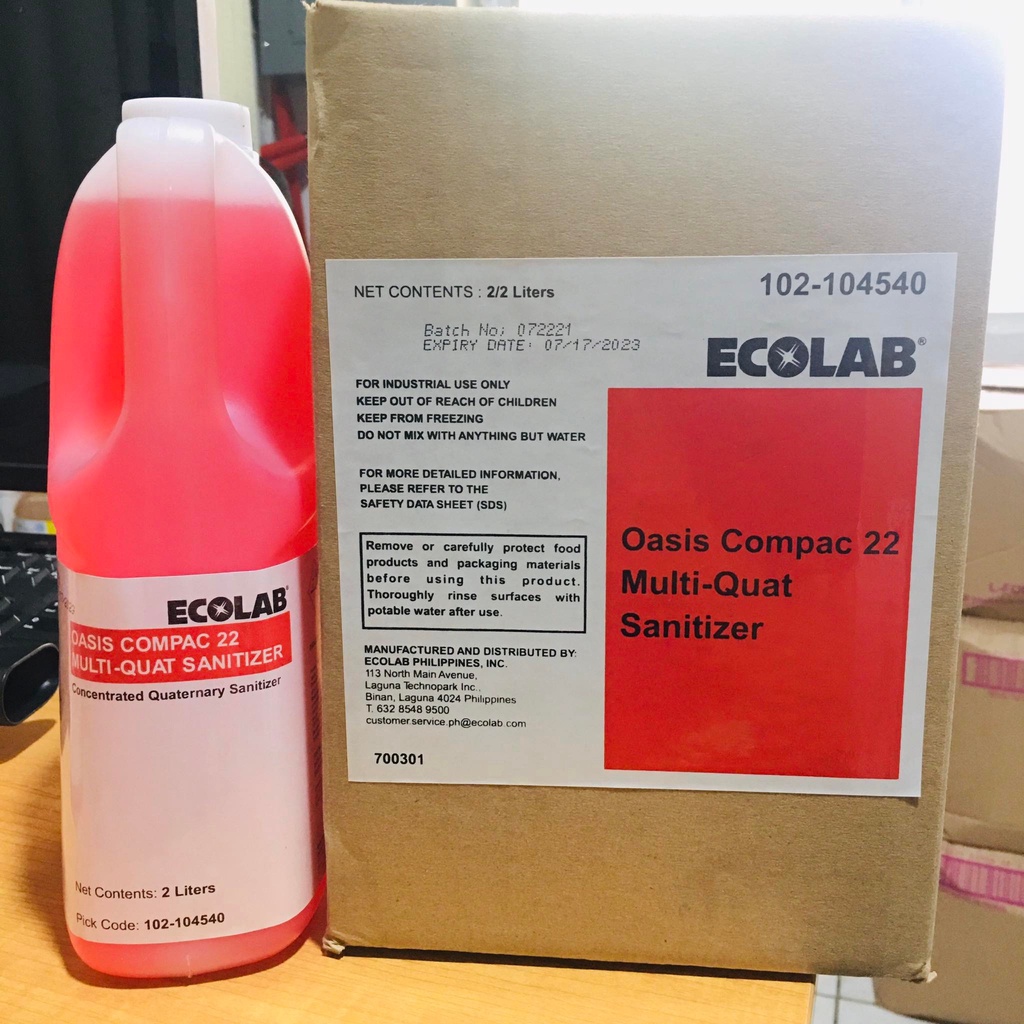 NET CONTENTS : 2/2 Liters
102-104540
Batch No: 072221
EXPIRY DATE: 07/17/2023
ECOLAB®
FOR INDUSTRIAL USE ONLY
KEEP OUT OF REACH OF CHILDREN
KEEP FROM FREEZING
DO NOT MIX WITH ANYTHING BUT WATER
FOR MORE DETAILED INFORMATION,
PLEASE REFER TO THE
SAFETY DATA SHEET (SDS)
Remove or carefully protect food
products and packaging materials
before using this product.
Thoroughly rinse surfaces with
potable water after use.
MANUFACTURED AND DISTRIBUTED BY:
ECOLAB PHILIPPINES, INC.
113 North Main Avenue,
Laguna Technopark Inc.,
Binan, Laguna 4024 Philippines
T. 632 8548 9500
customer.service.ph@ecolab.com
700301
Oasis Compac 22
Multi-Quat
Sanitizer
ECOLAB®
OASIS COMPAC 22
MULTI-QUAT SANITIZER
Concentrated Quaternary Sanitizer
Net Contents: 2 Liters
Pick Code: 102-104540